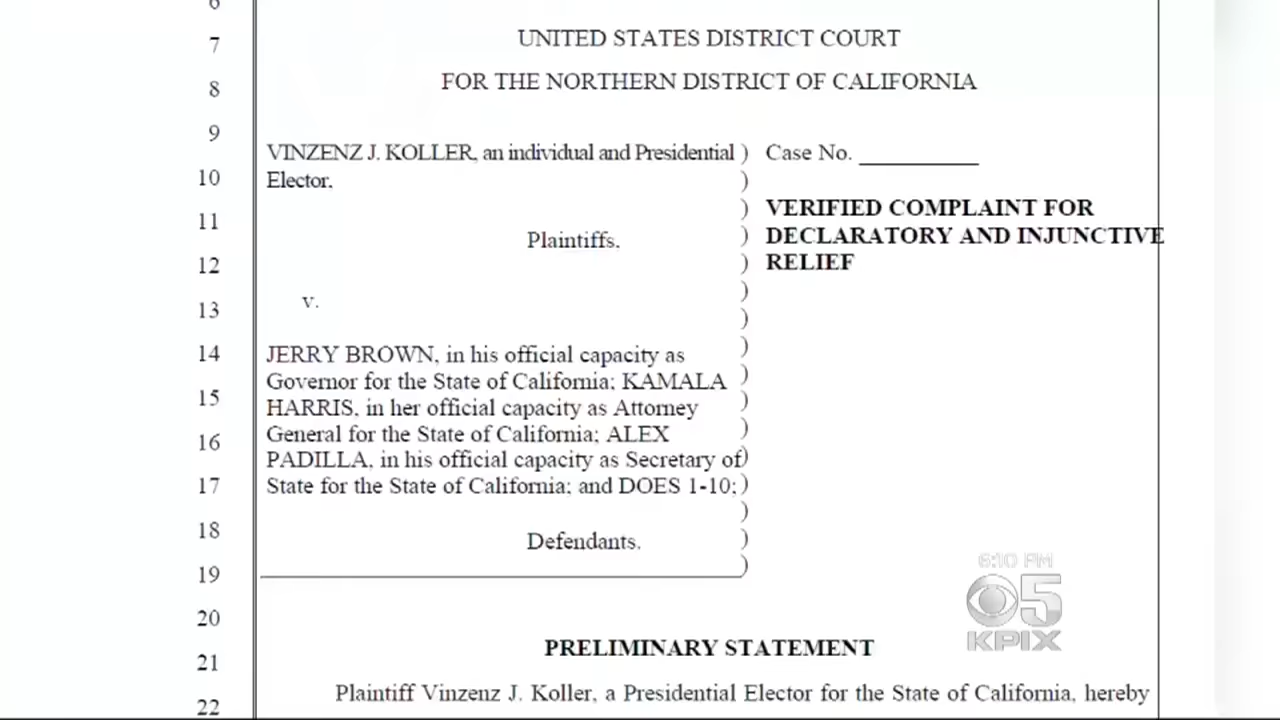 6
7 UNITED STATES DISTRICT COURT
8 FOR THE NORTHERN DISTRICT OF CALIFORNIA
9
VINZENZ J. KOLLER, an individual and Presidential ) Case No. ____________
10 Elector, )
11 ) VERIFIED COMPLAINT FOR
Plaintiffs, ) DECLARATORY AND INJUNCTIVE
12 ) RELIEF
)
13 v. )
)
14 JERRY BROWN, in his official capacity as )
Governor for the State of California; KAMALA )
15 HARRIS, in her official capacity as Attorney )
16 General for the State of California; ALEX )
PADILLA, in his official capacity as Secretary of )
17 State for the State of California; and DOES 1-10; )
)
18 Defendants. )
19 )
6:10 PM
5
KPIX
20
PRELIMINARY STATEMENT
21
22 Plaintiff Vinzenz J. Koller, a Presidential Elector for the State of California, hereby